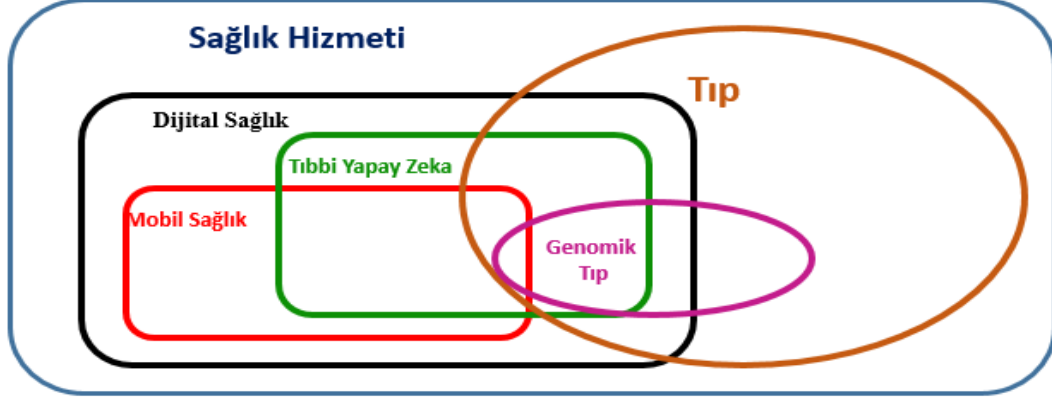 Sağlık Hizmeti
Tıp
Dijital Sağlık
Tıbbi Yapay Zeka
Mobil Sağlık
Genomik
Tıp